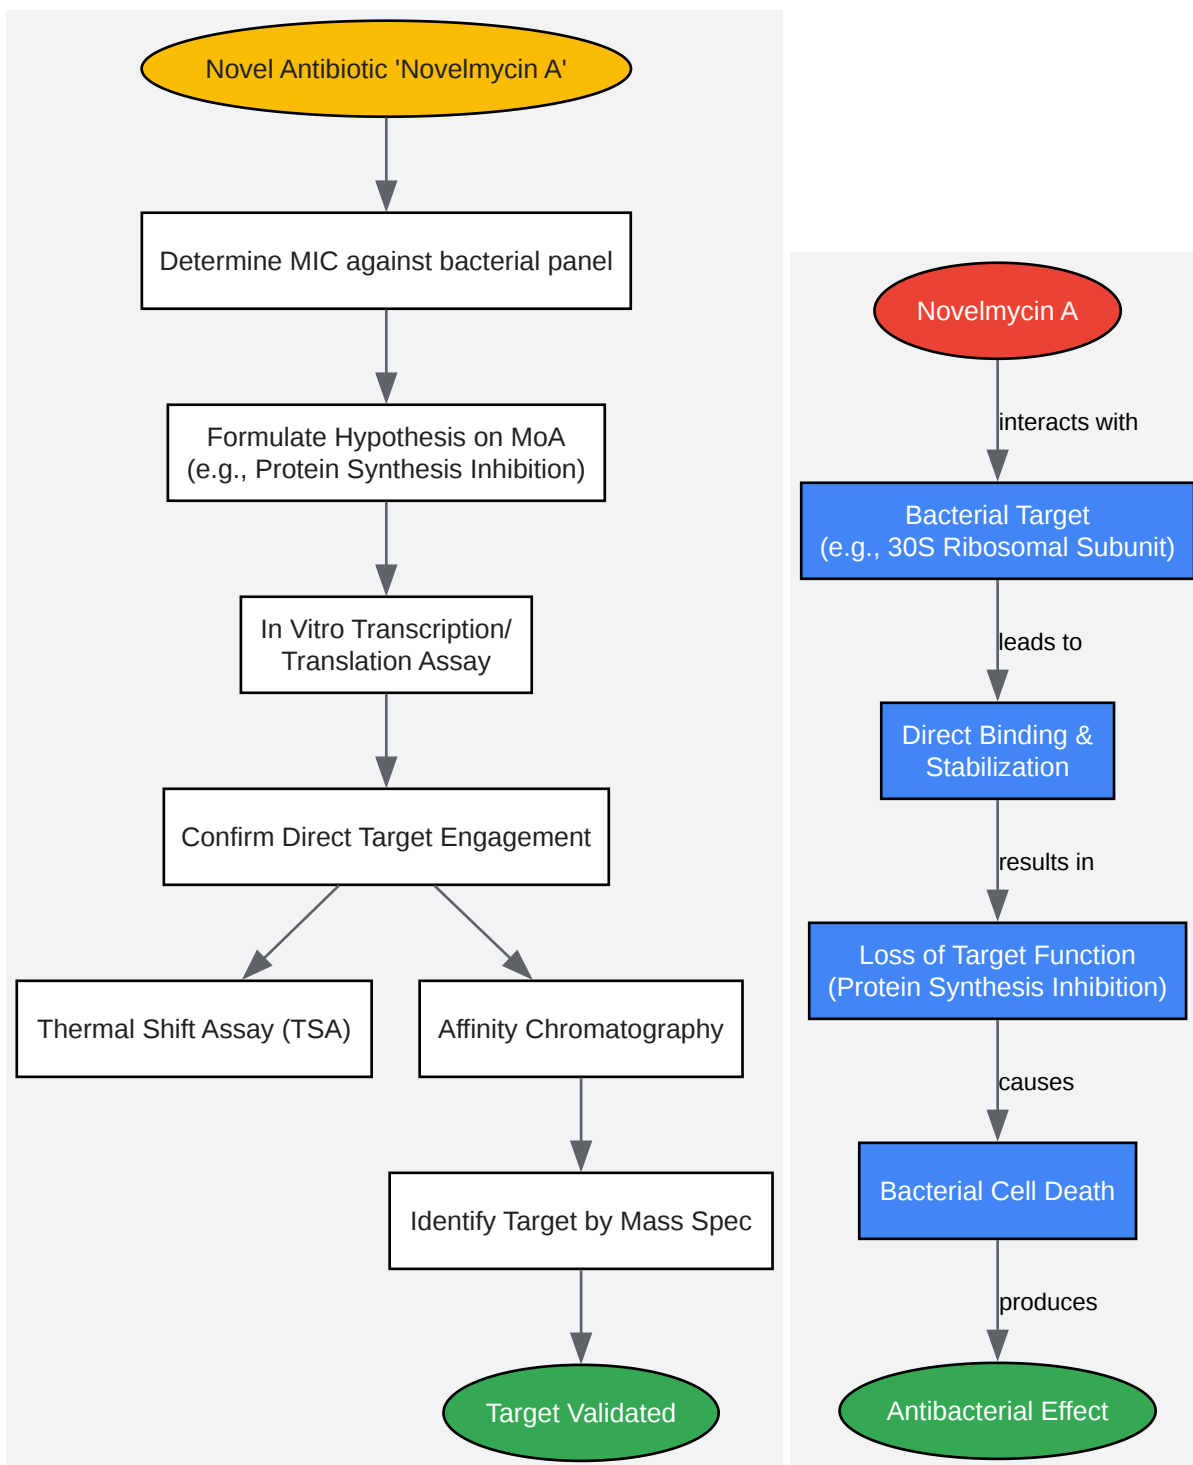 Novel Antibiotic 'Novelmycin A'
Determine MIC against bacterial panel
Formulate Hypothesis on MoA
(e.g., Protein Synthesis Inhibition)
In Vitro Transcription/
Translation Assay
Confirm Direct Target Engagement
Thermal Shift Assay (TSA)
Affinity Chromatography
Identify Target by Mass Spec
Target Validated
Novelmycin A
interacts with
Bacterial Target
(e.g., 30S Ribosomal Subunit)
leads to
Direct Binding &
Stabilization
results in
Loss of Target Function
(Protein Synthesis Inhibition)
causes
Bacterial Cell Death
produces
Antibacterial Effect